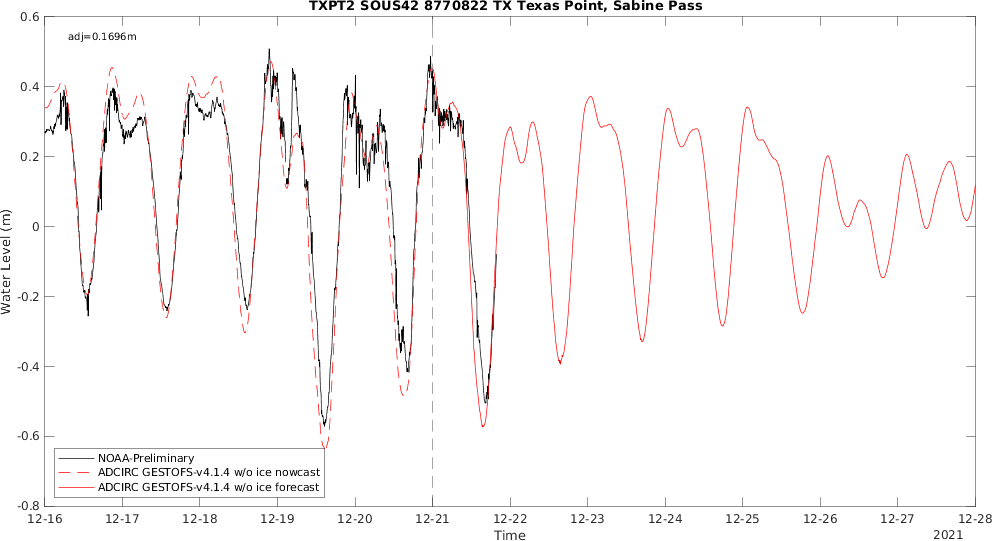 TXPT2 SOUS42 8770822 TX Texas Point, Sabine Pass
adj=0.1696m
0.6
0.4
0.2
0
-0.2
-0.4
-0.6
-0.8
Water Level (m)
NOAA-Preliminary
ADCIRC GESTOFS-v4.1.4 w/o ice nowcast
ADCIRC GESTOFS-v4.1.4 w/o ice forecast
12-16 12-17 12-18 12-19 12-20 12-21 12-22 12-23 12-24 12-25 12-26 12-27 12-28
Time
2021